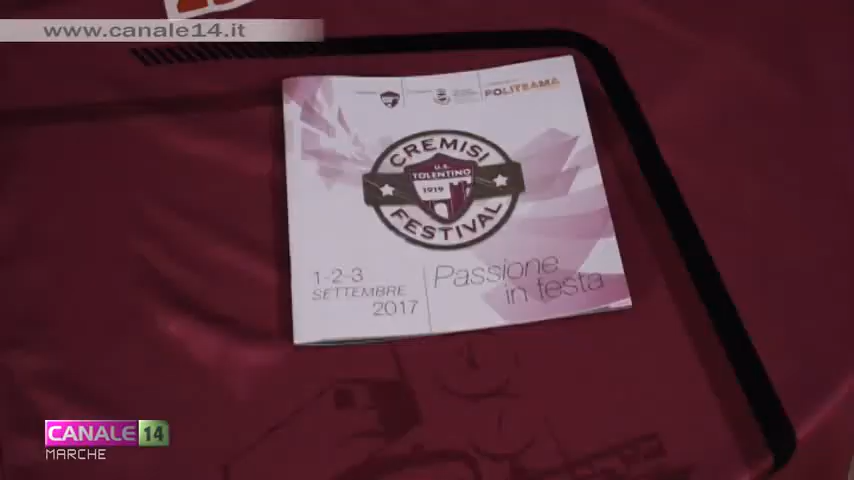 www.canale14.it
POLITEAMA
CREMISI
U.S.
TOLENTINO
1919
FESTIVAL
1-2-3
SETTEMBRE
2017
Passione
in festa
CANALE 14
MARCHE